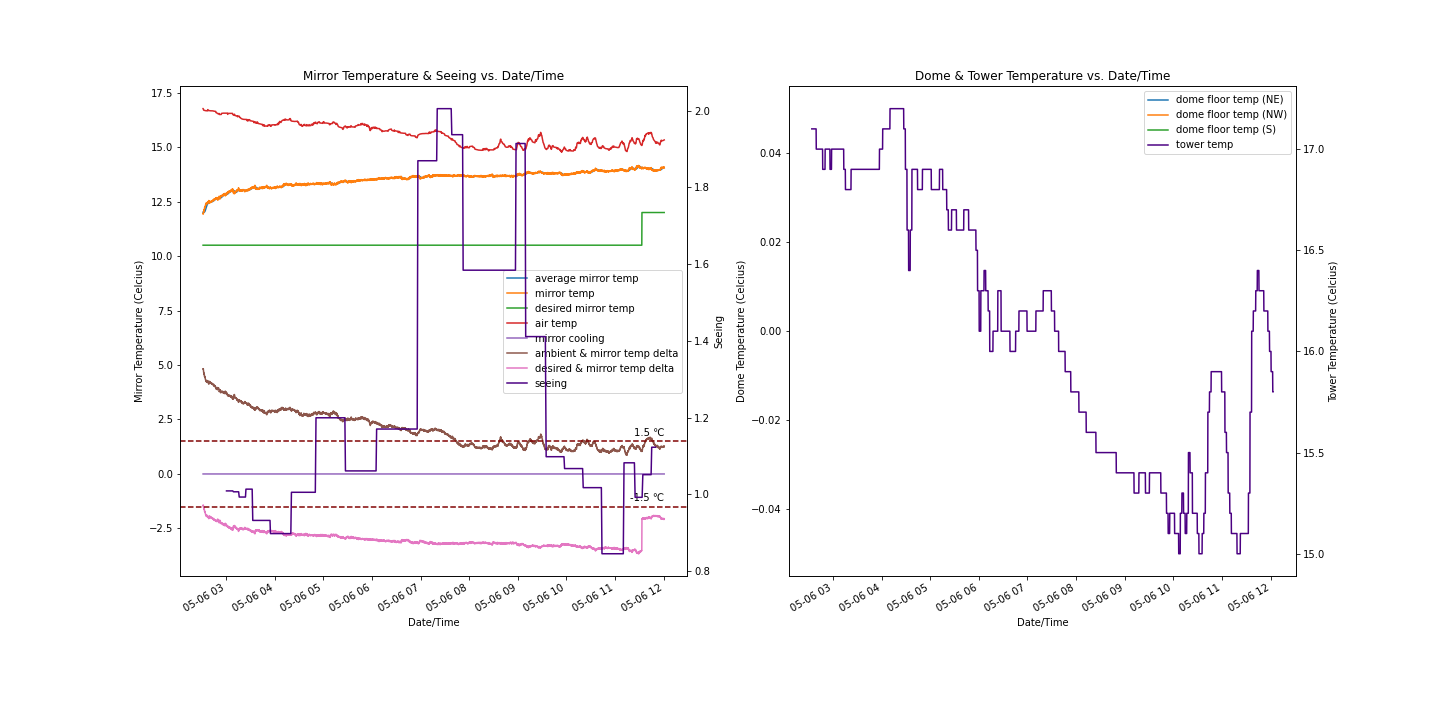 Mirror Temperature & Seeing vs. Date/Time
17.5
15.0
12.5
10.0
7.5
5.0
2.5
0.0
−2.5
Mirror Temperature (Celcius)
2.0
1.8
1.6
1.4
1.2
1.0
0.8
Seeing
average mirror temp
mirror temp
desired mirror temp
air temp
mirror cooling
ambient & mirror temp delta
desired & mirror temp delta
seeing
1.5 ℃
-1.5 ℃
05-06 03
05-06 04
05-06 05
05-06 06
05-06 07
05-06 08
05-06 09
05-06 10
05-06 11
05-06 12
Date/Time
Dome & Tower Temperature vs. Date/Time
0.04
0.02
0.00
−0.02
−0.04
Dome Temperature (Celcius)
dome floor temp (NE)
dome floor temp (NW)
dome floor temp (S)
tower temp
17.0
16.5
16.0
15.5
15.0
Tower Temperature (Celcius)
05-06 03
05-06 04
05-06 05
05-06 06
05-06 07
05-06 08
05-06 09
05-06 10
05-06 11
05-06 12
Date/Time